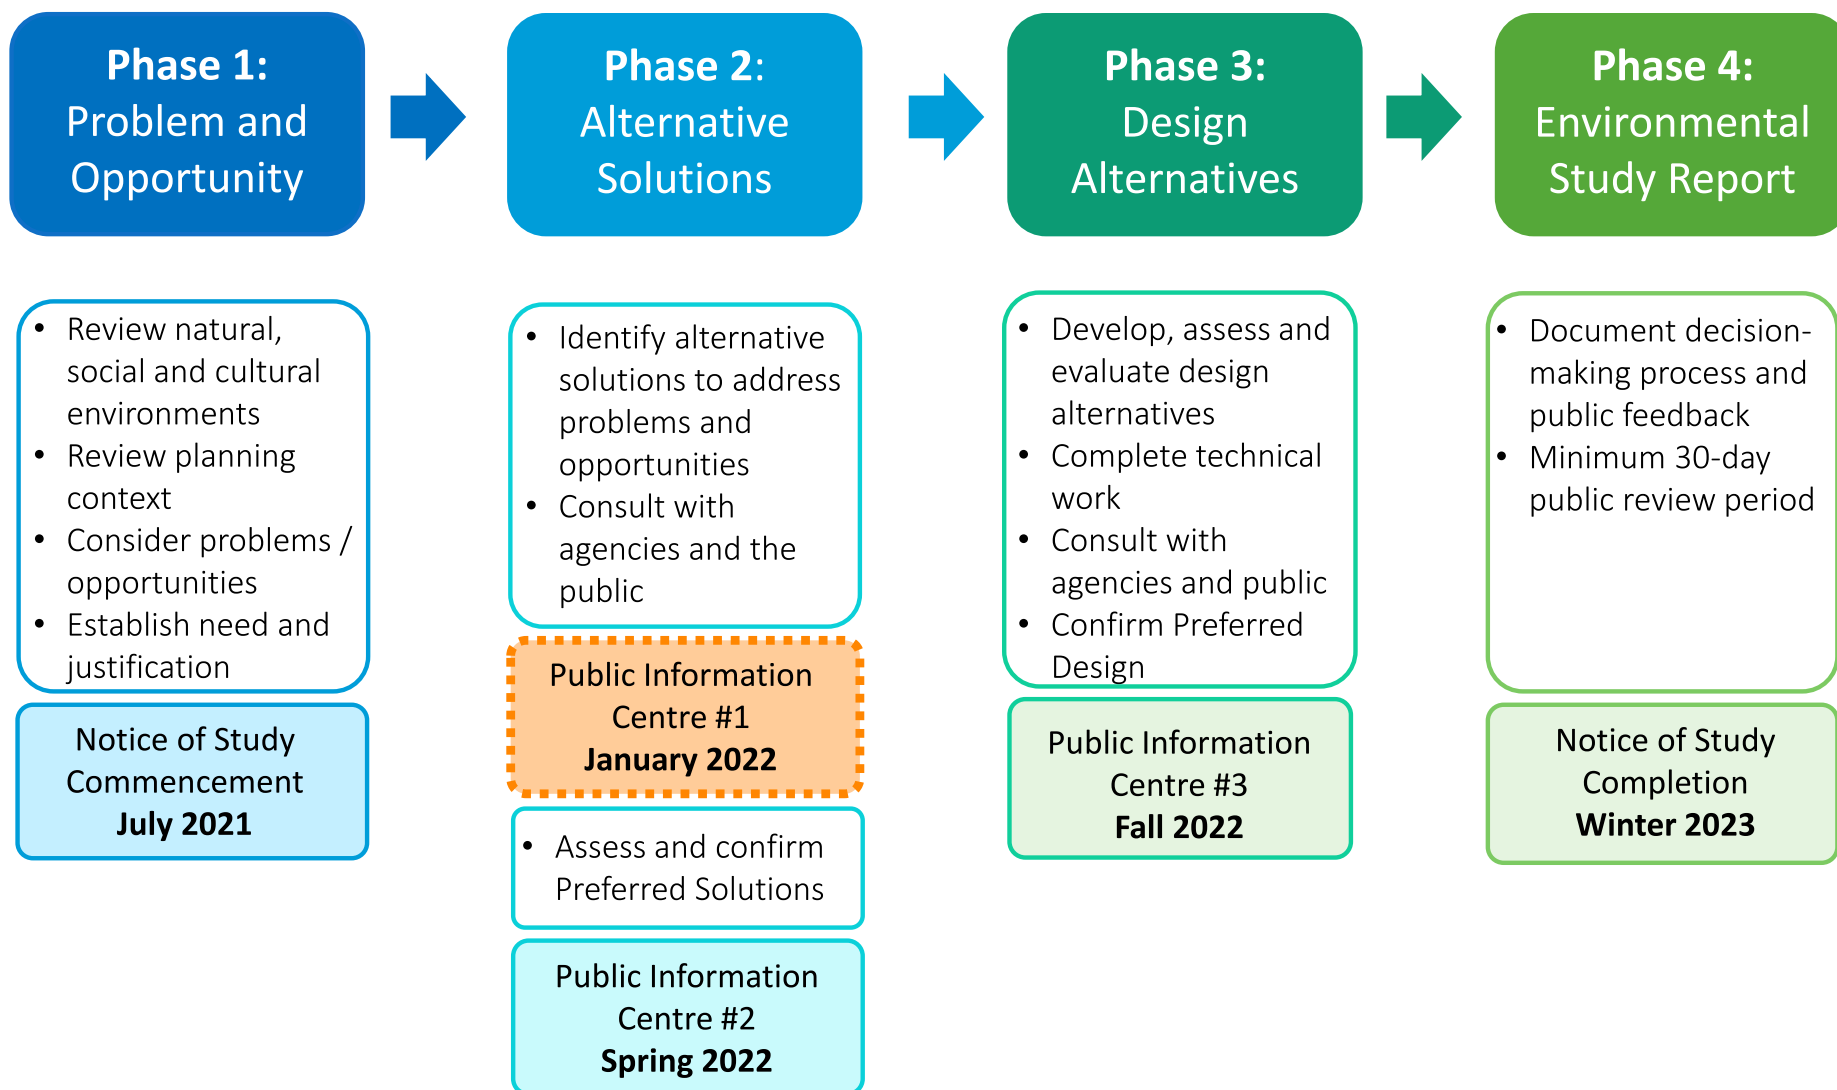 Phase 1:
Problem and
Opportunity
Phase 2:
Alternative
Solutions
Phase 3:
Design
Alternatives
Phase 4:
Environmental
Study Report
• Review natural,
social and cultural
environments
• Review planning
context
• Consider problems /
opportunities
• Establish need and
justification
Notice of Study
Commencement
July 2021
• Identify alternative
solutions to address
problems and
opportunities
• Consult with
agencies and the
public
Public Information
Centre #1
January 2022
• Assess and confirm
Preferred Solutions
Public Information
Centre #2
Spring 2022
• Develop, assess and
evaluate design
alternatives
• Complete technical
work
• Consult with
agencies and public
• Confirm Preferred
Design
Public Information
Centre #3
Fall 2022
• Document decision-
making process and
public feedback
• Minimum 30-day
public review period
Notice of Study
Completion
Winter 2023